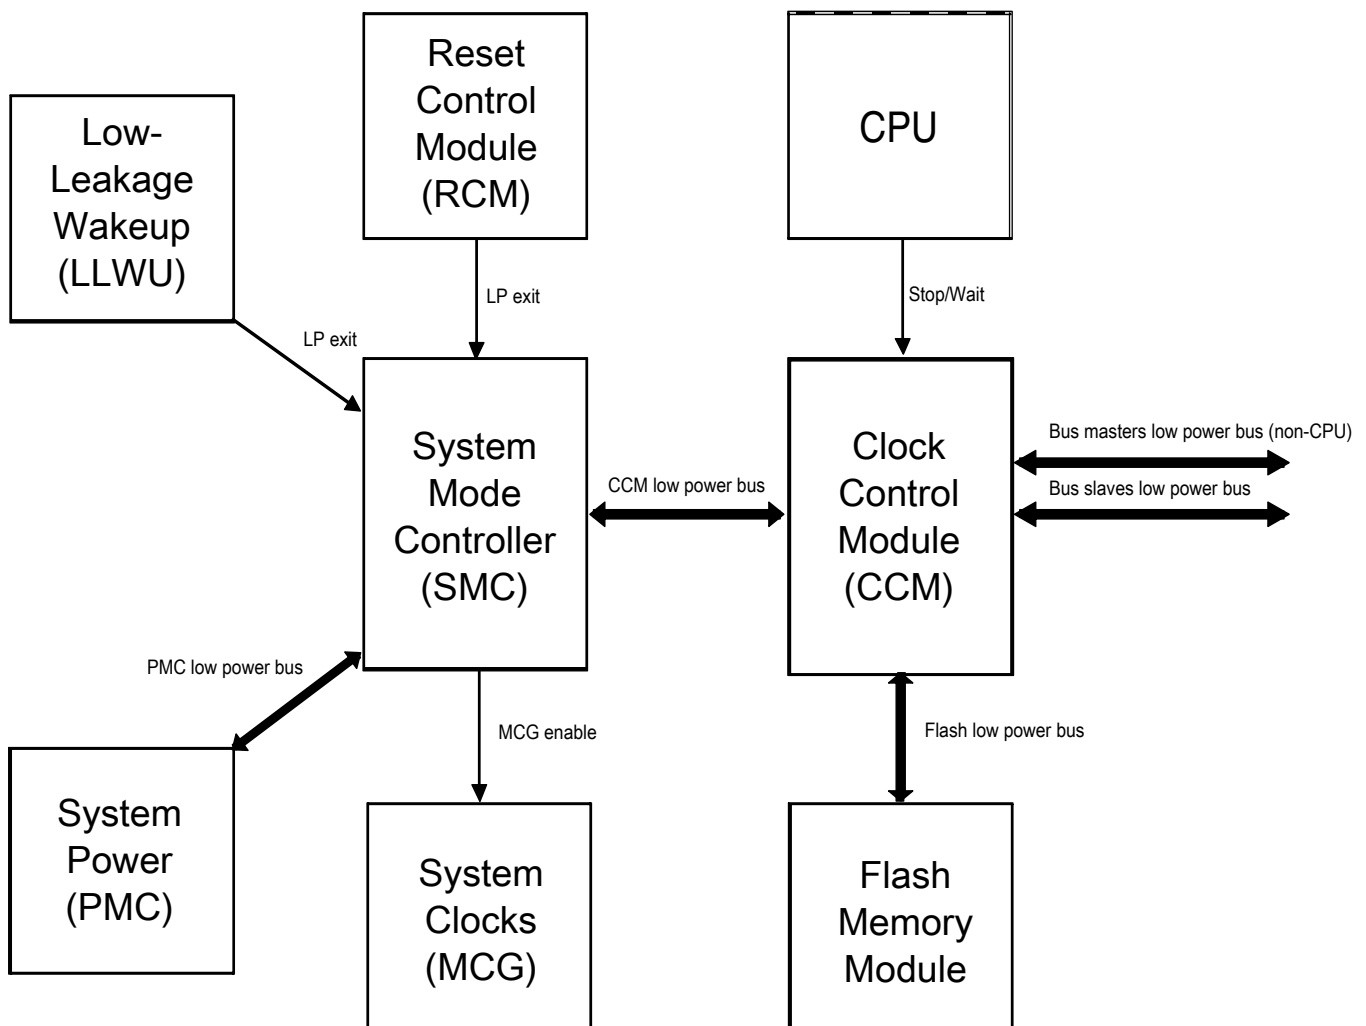 Reset
Control
Module
(RCM)
CPU
Low-
Leakage
Wakeup
(LLWU)
LP exit
Stop/Wait
LP exit
System
Mode
Controller
(SMC)
CCM low power bus
Clock
Control
Module
(CCM)
Bus masters low power bus (non-CPU)
Bus slaves low power bus
PMC low power bus
MCG enable
Flash low power bus
System
Power
(PMC)
System
Clocks
(MCG)
Flash
Memory
Module